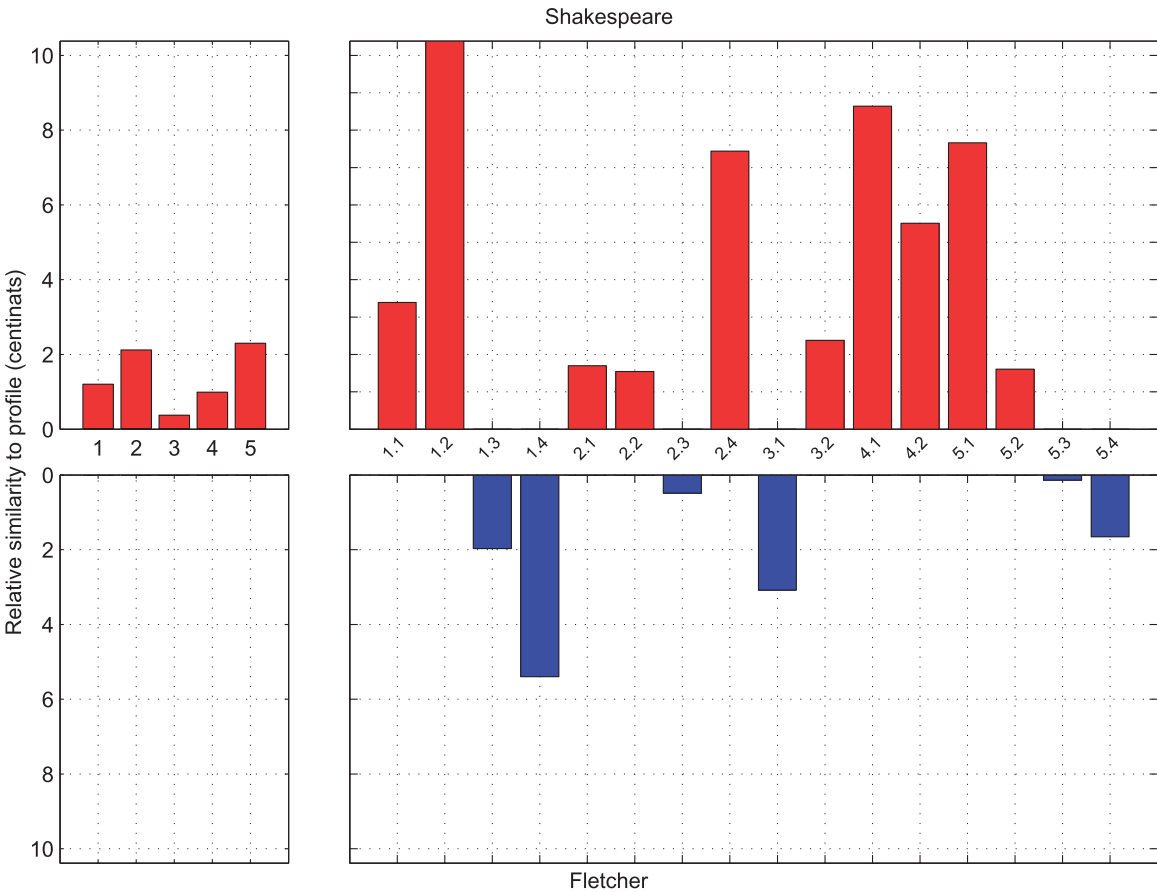 Shakespeare
Relative similarity to profile (centinats)
10
8
6
4
2
0
1 2 3 4 5
1.1 1.2 1.3 1.4 2.1 2.2 2.3 2.4 3.1 3.2 4.1 4.2 5.1 5.2 5.3 5.4
0
2
4
6
8
10
Fletcher